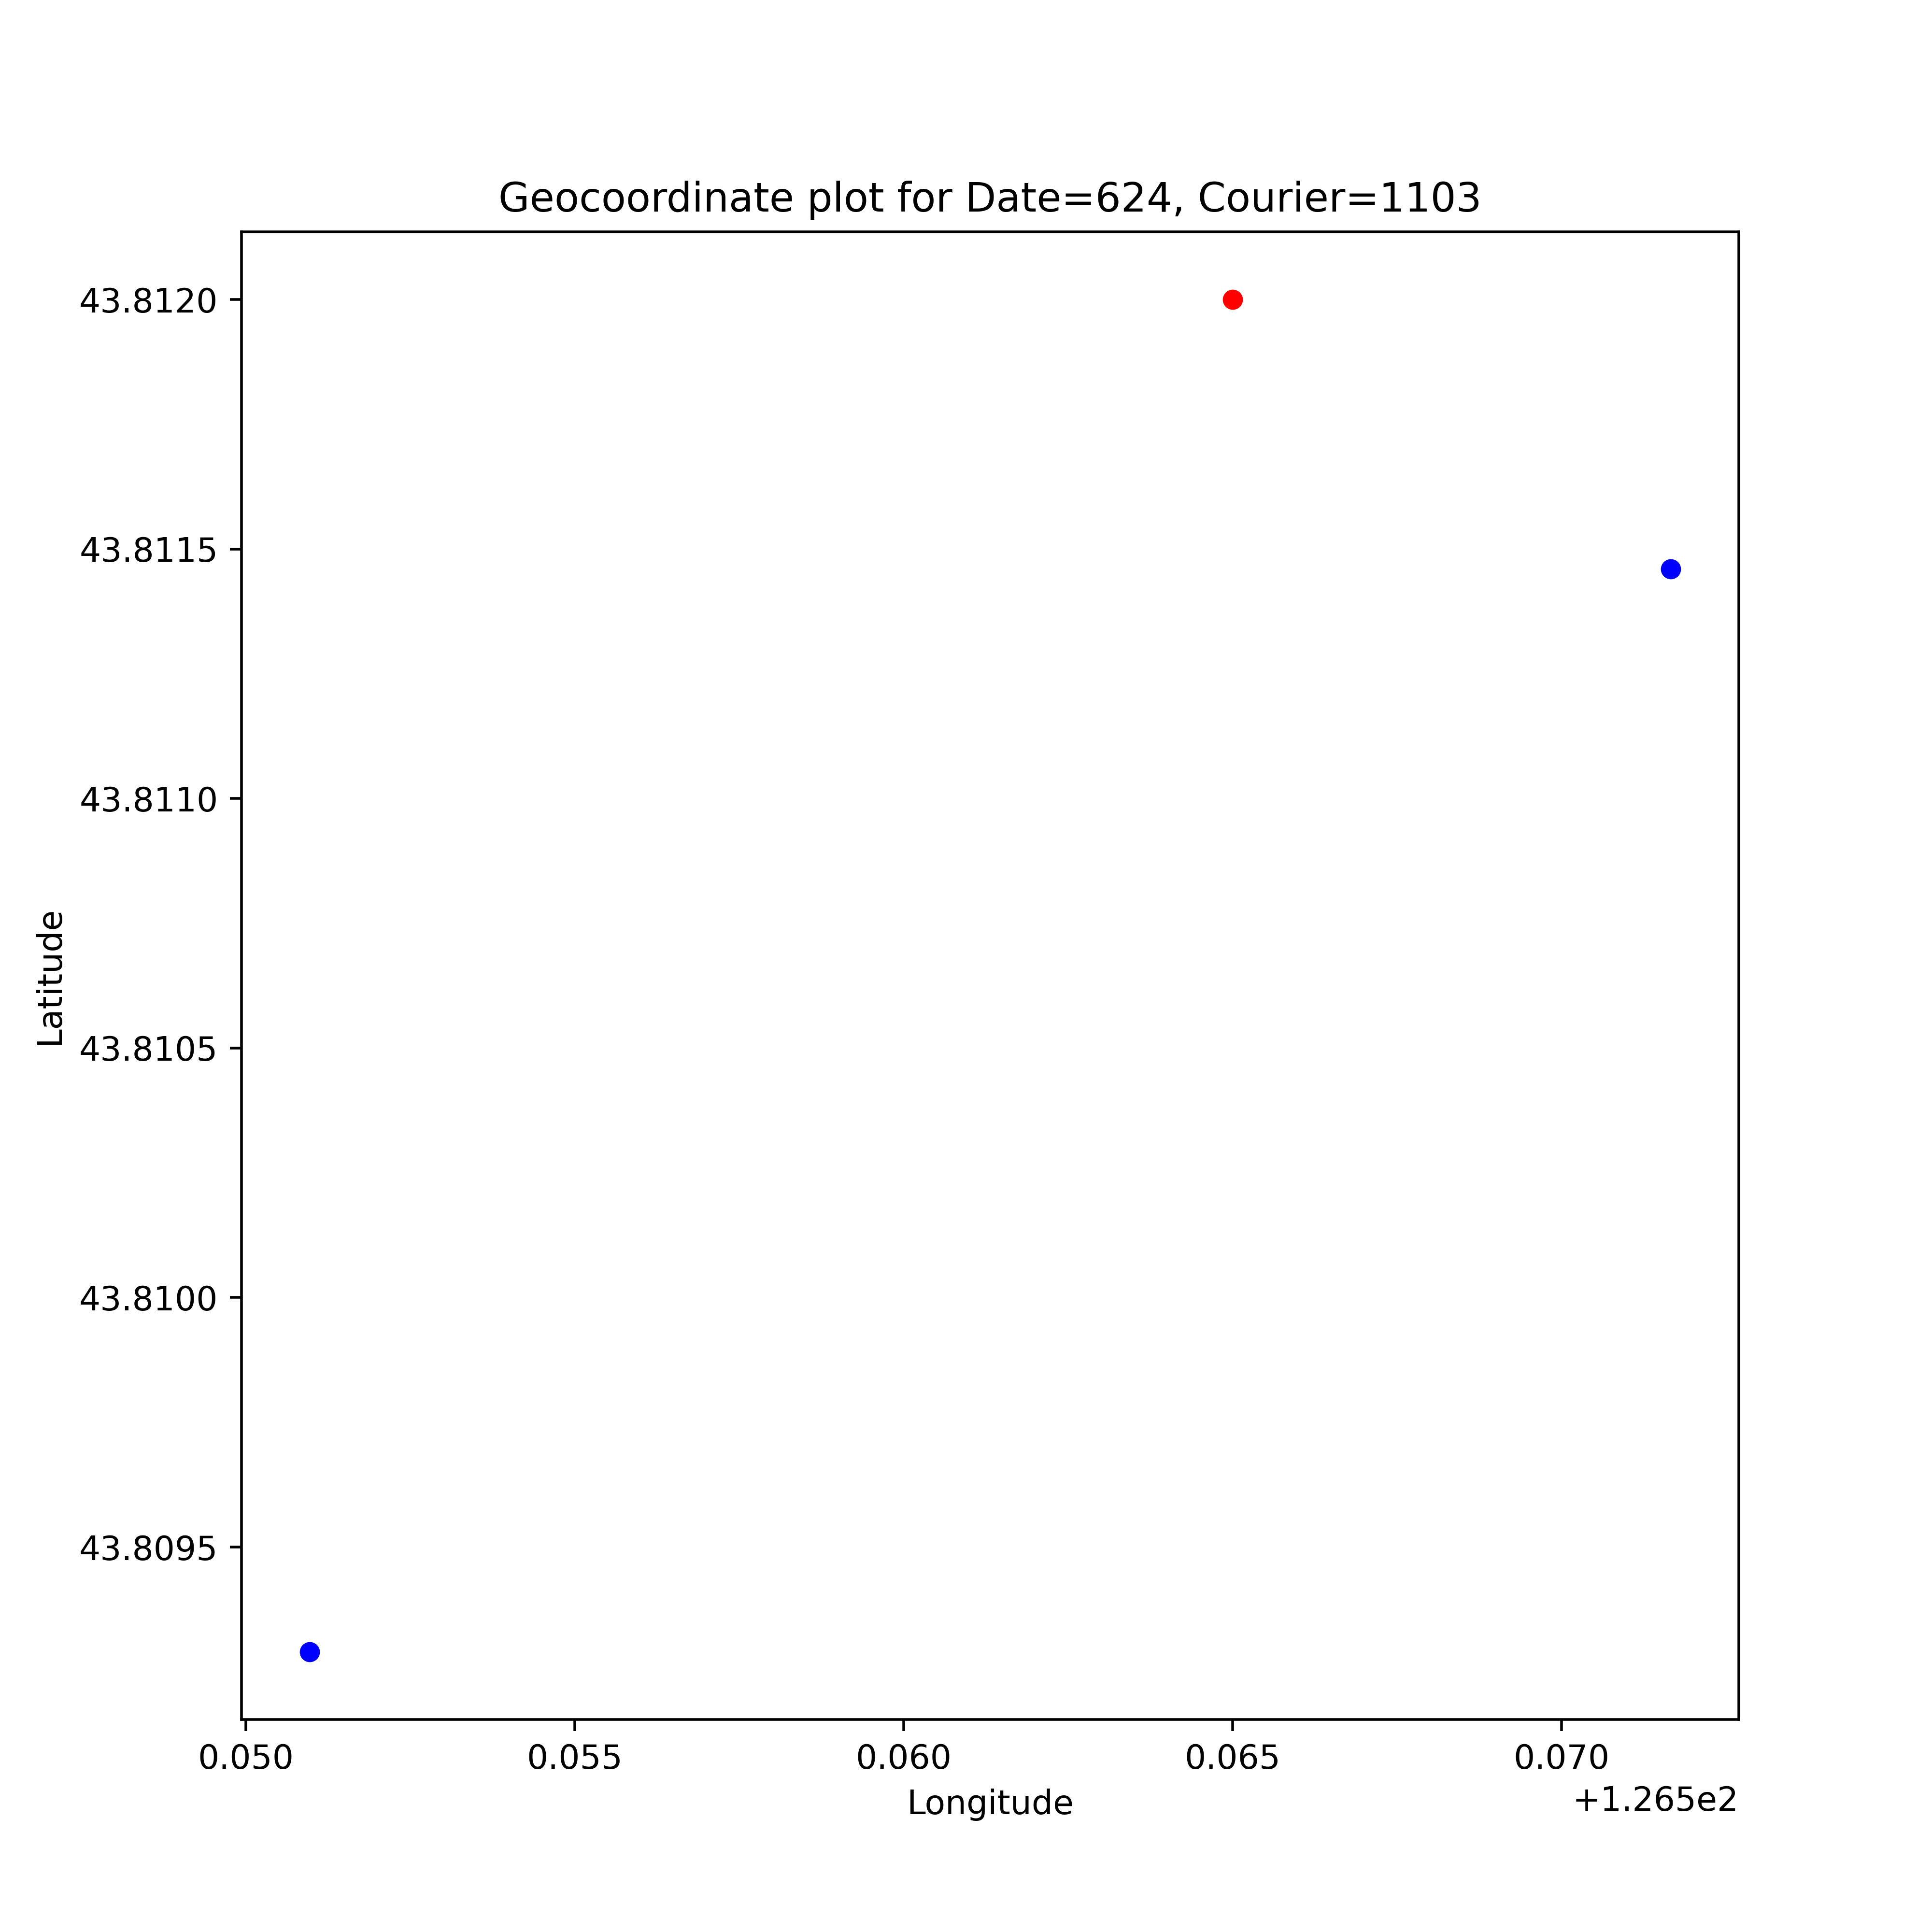 Geocoordinate plot for Date=624, Courier=1103
43.8120
43.8115
43.8110
43.8105
43.8100
43.8095
Latitude
0.050 0.055 0.060 0.065 0.070
Longitude
+1.265e2